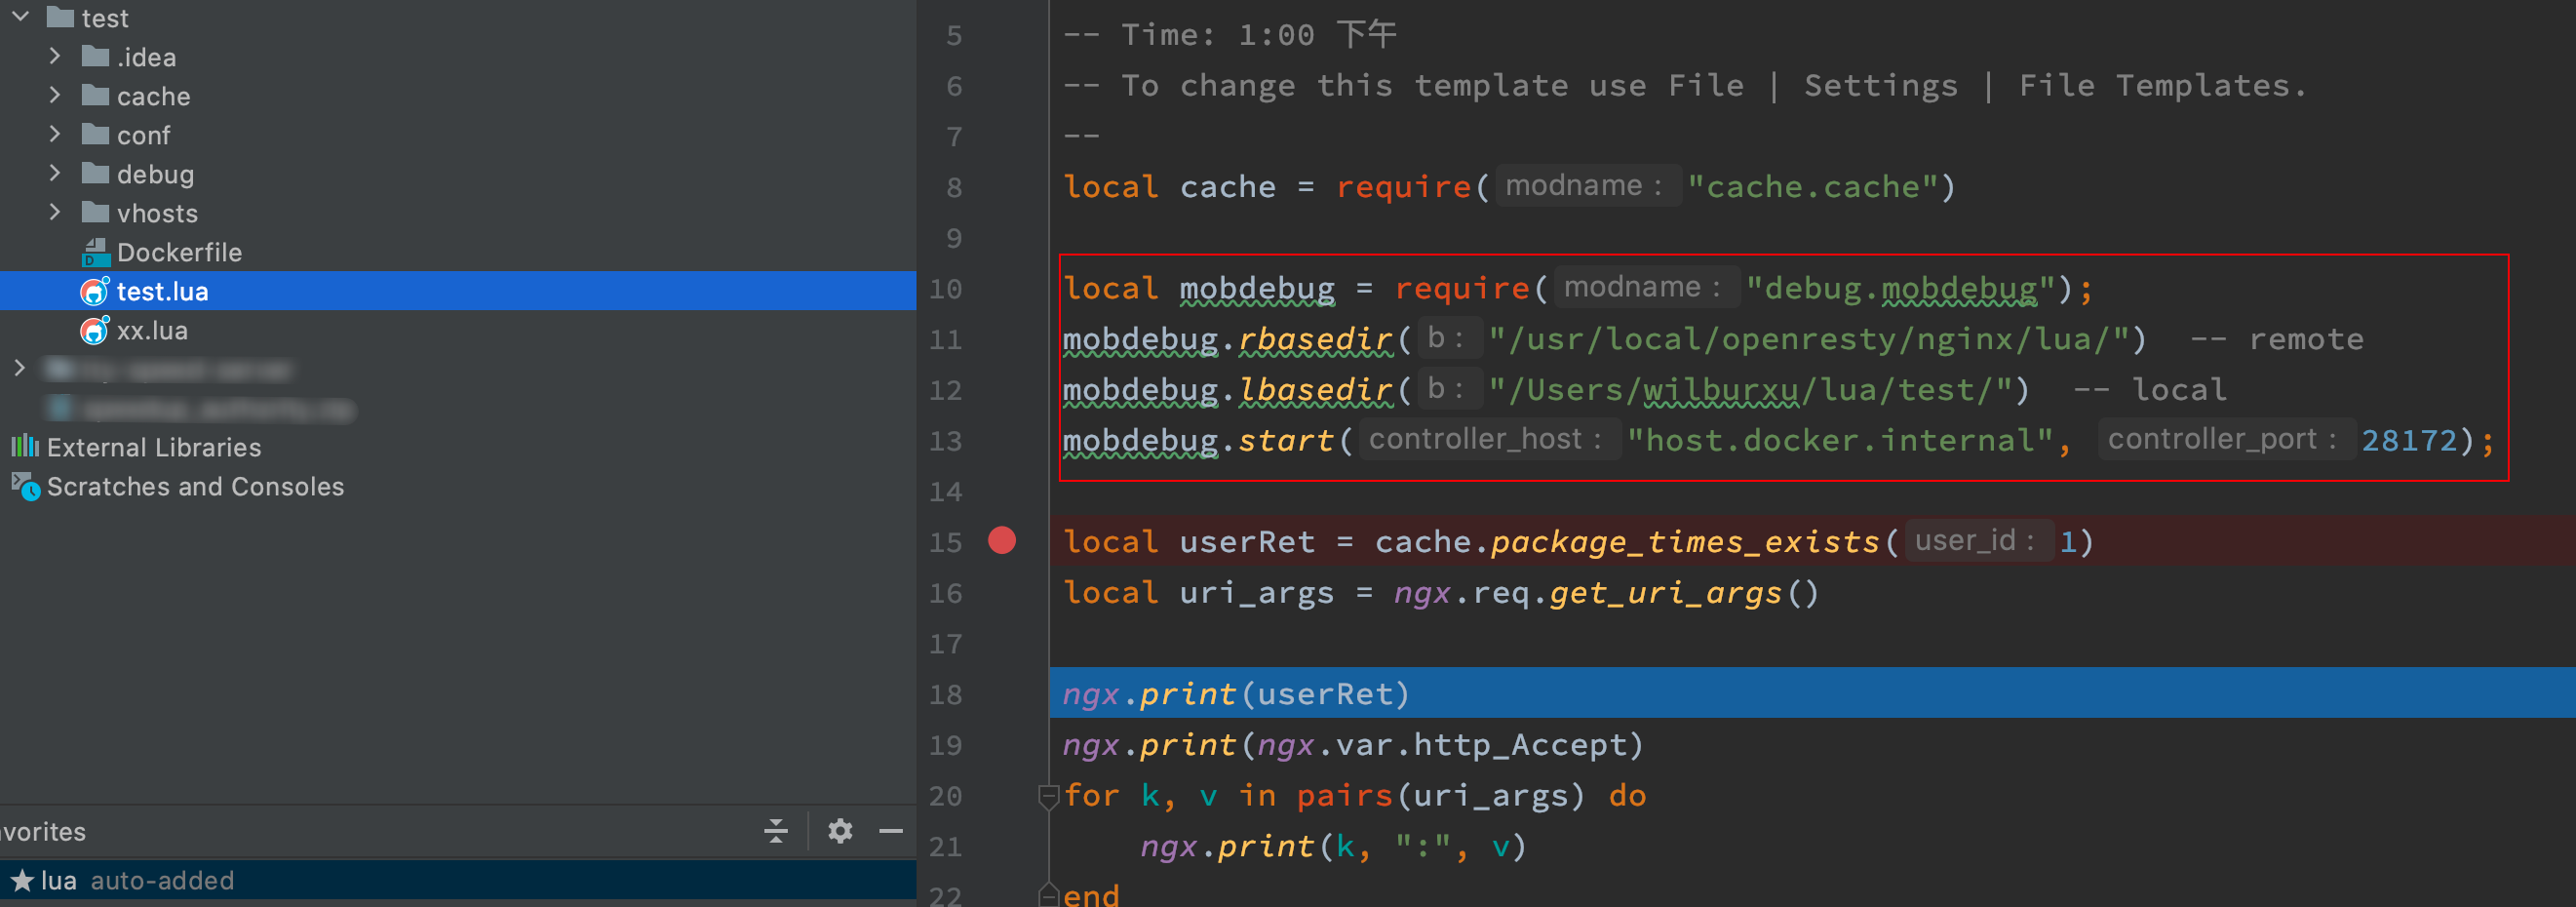 test
.idea
cache
conf
debug
vhosts
Dockerfile
test.lua
xx.lua
External Libraries
Scratches and Consoles
vorites
lua auto-added
5 -- Time: 1:00 下午
6 -- To change this template use File | Settings | File Templates.
7 --
8 local cache = require( modname: "cache.cache")
9
10 local mobdebug = require( modname: "debug.mobdebug");
11 mobdebug.rbasedir( b: "/usr/local/openresty/nginx/lua/") -- remote
12 mobdebug.lbasedir( b: "/Users/wilburxu/lua/test/") -- local
13 mobdebug.start( controller_host: "host.docker.internal", controller_port: 28172);
14
15 local userRet = cache.package_times_exists( user_id: 1)
16 local uri_args = ngx.req.get_uri_args()
17
18 ngx.print(userRet)
19 ngx.print(ngx.var.http_Accept)
20 for k, v in pairs(uri_args) do
21 ngx.print(k, ":", v)
22 end